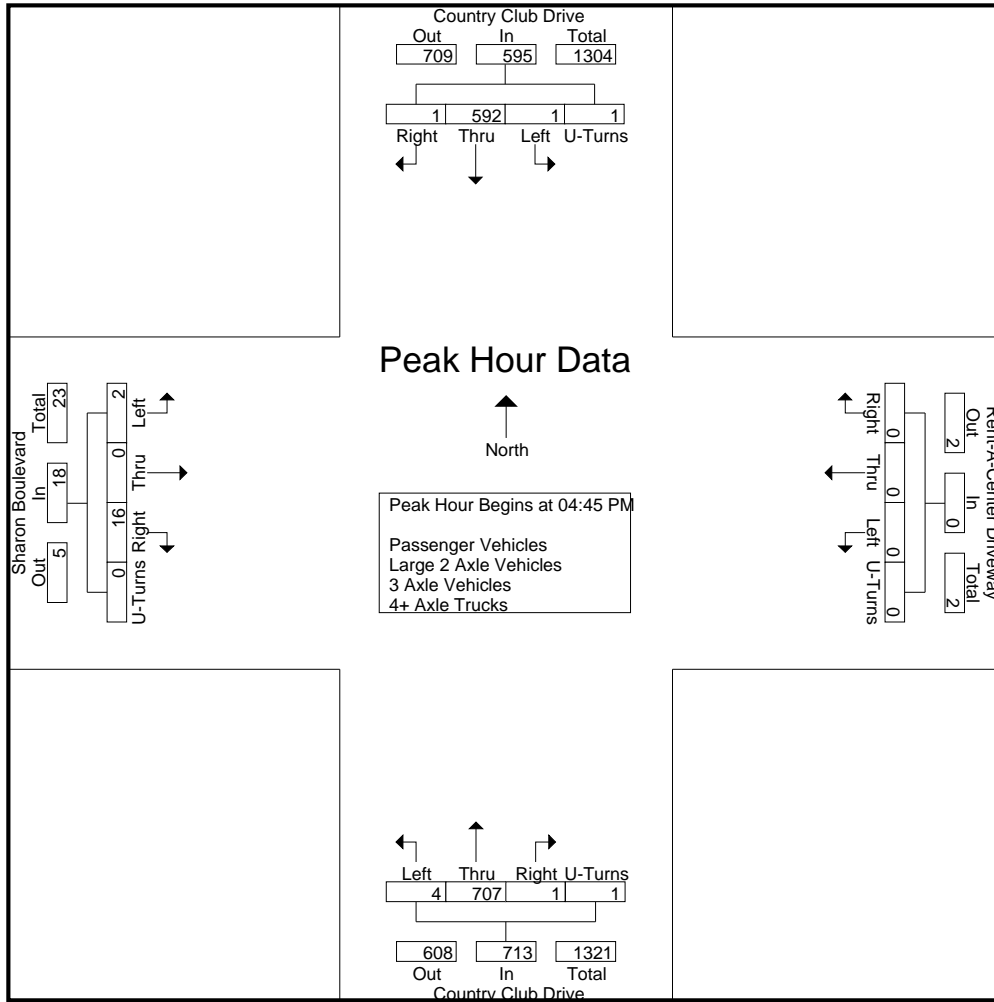 Country Club Drive
Out In Total
709 595 1304
1 592 1 1
Right Thru Left U-Turns
Peak Hour Data
North
Peak Hour Begins at 04:45 PM
Passenger Vehicles
Large 2 Axle Vehicles
3 Axle Vehicles
4+ Axle Trucks
Sharon Boulevard
Out In Total
5 18 23
2 0 16 0
Left Thru Right U-Turns
Rent-A-Center Driveway
Out In Total
2 0 2
0 0 0 0
Right Thru Left U-Turns
Left Thru Right U-Turns
4 707 1 1
608 713 1321
Out In Total
Country Club Drive